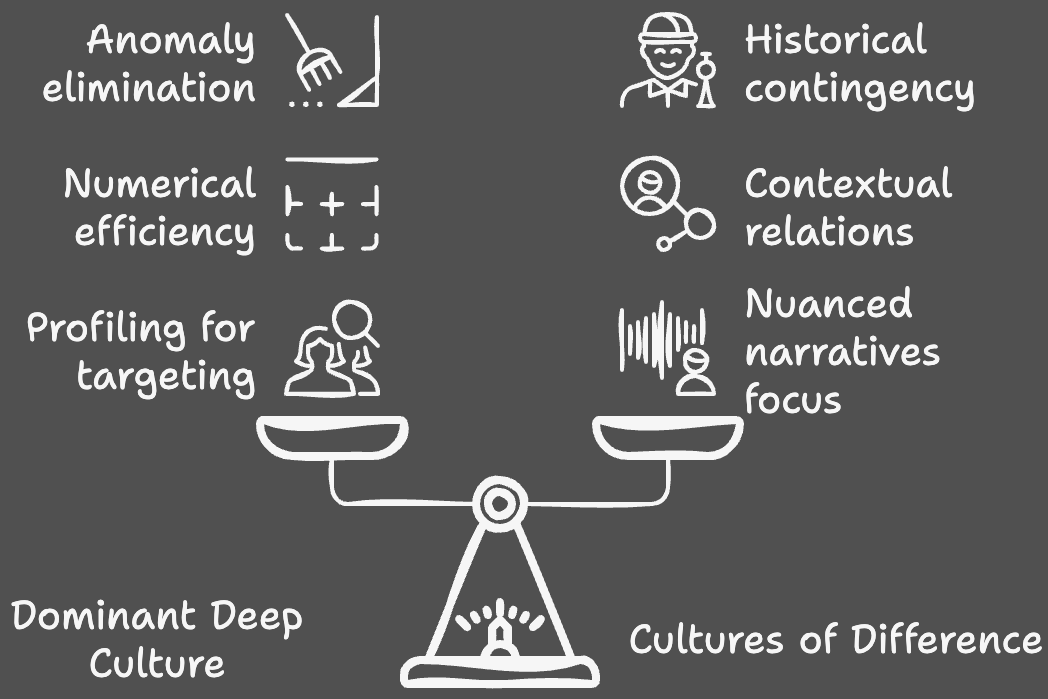 Anomaly
elimination
Numerical
efficiency
Profiling for
targeting
Historical
contingency
Contextual
relations
Nuanced
narratives
focus
Dominant Deep
Culture
Cultures of Difference